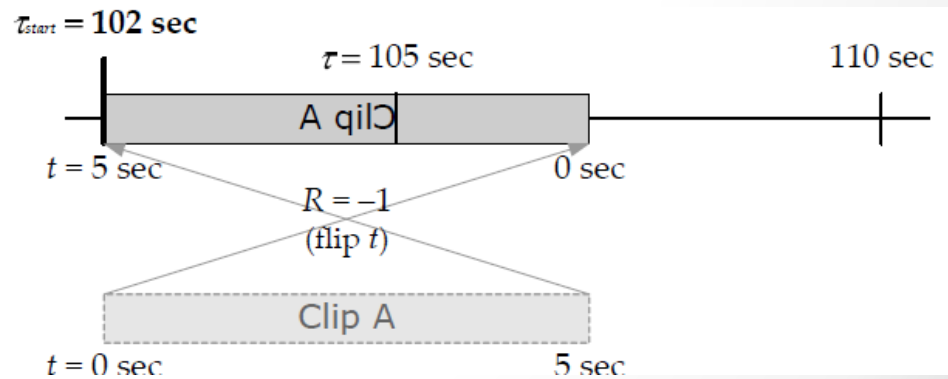 τstart = 102 sec
τ = 105 sec
110 sec
Clip A
t = 5 sec
0 sec
R = –1
(flip t)
Clip A
t = 0 sec
5 sec